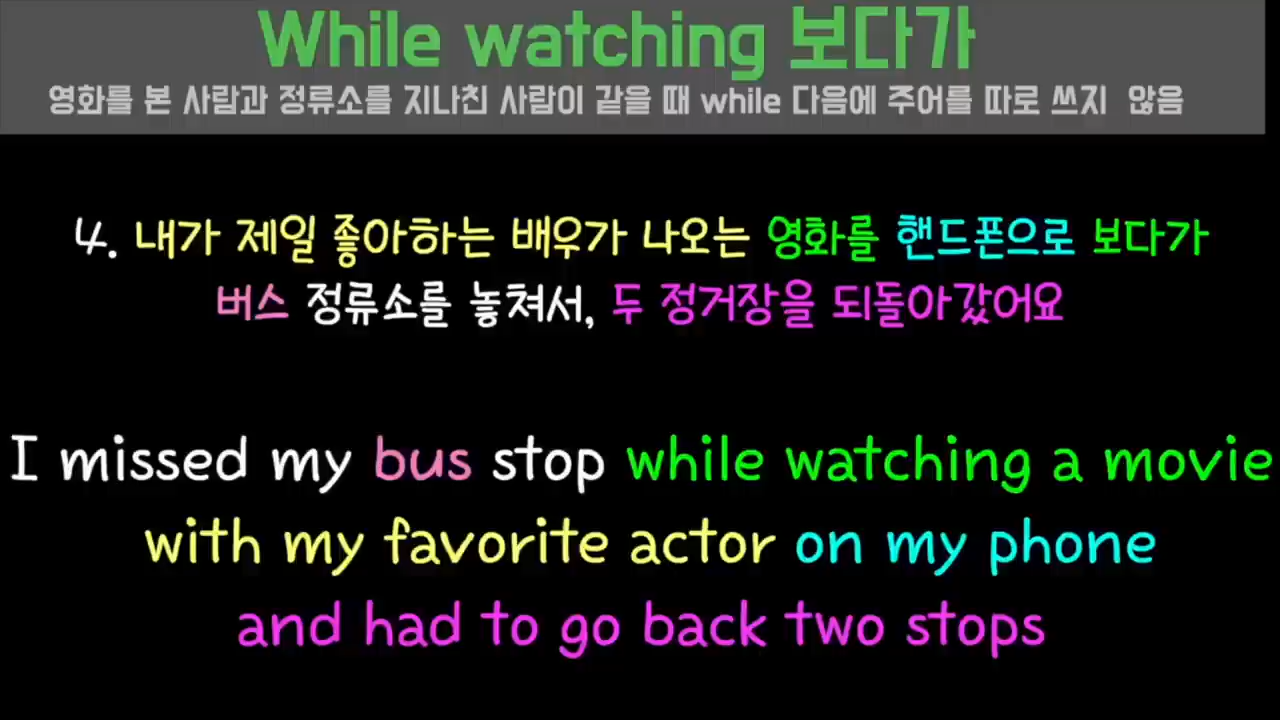 While watching 보다가
영화를 본 사람과 정류소를 지나친 사람이 같을 때 while 다음에 주어를 따로 쓰지 않음
4. 내가 제일 좋아하는 배우가 나오는 영화를 핸드폰으로 보다가
버스 정류소를 놓쳐서, 두 정거장을 되돌아갔어요
I missed my bus stop while watching a movie
with my favorite actor on my phone
and had to go back two stops